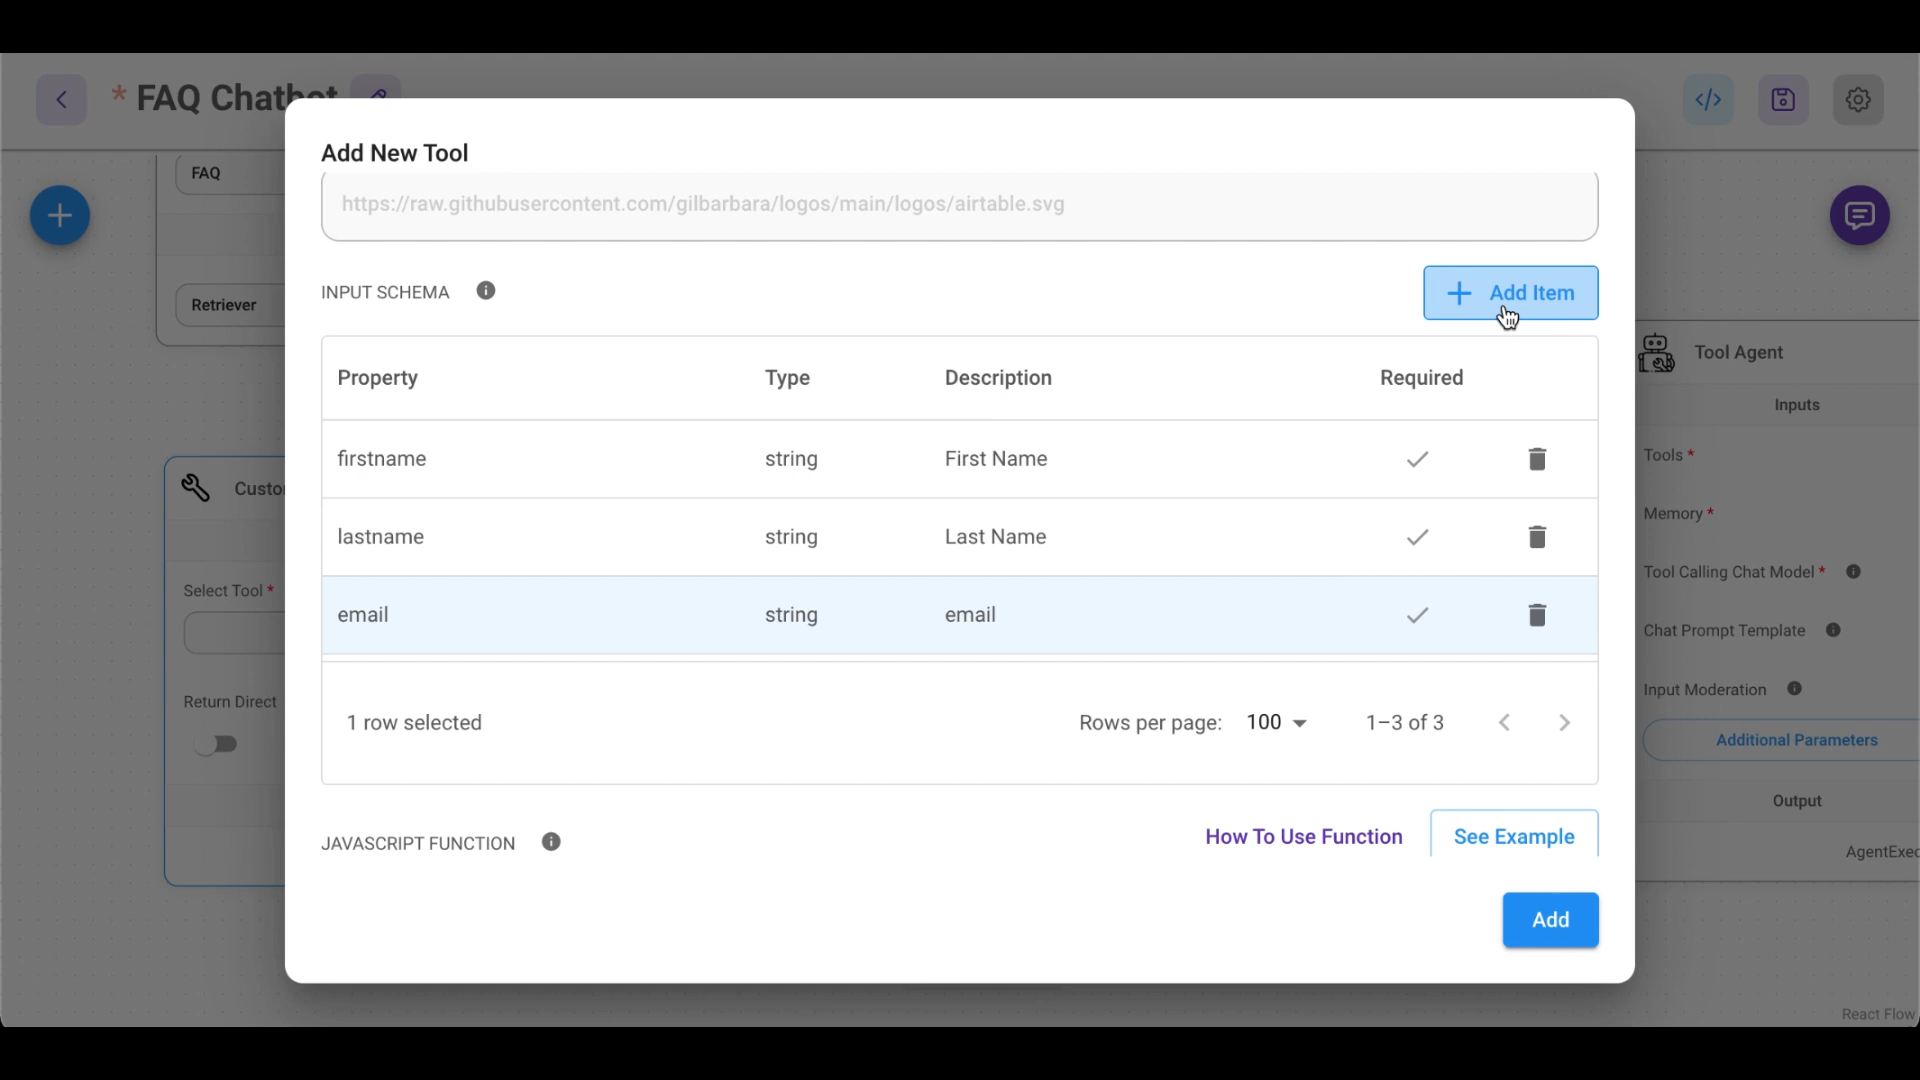 * FAQ Chatbot
Add New Tool
FAQ
https://raw.githubusercontent.com/gilbarbara/logos/main/logos/airtable.svg
INPUT SCHEMA
Add Item
Retriever
Property Type Description Required
firstname string First Name
lastname string Last Name
email string email
1 row selected Rows per page: 100 1–3 of 3
JAVASCRIPT FUNCTION How To Use Function See Example
Add
Select Tool *
Return Direct
Tool Agent
Inputs
Tools *
Memory *
Tool Calling Chat Model *
Chat Prompt Template
Input Moderation
Additional Parameters
Output
React Flow